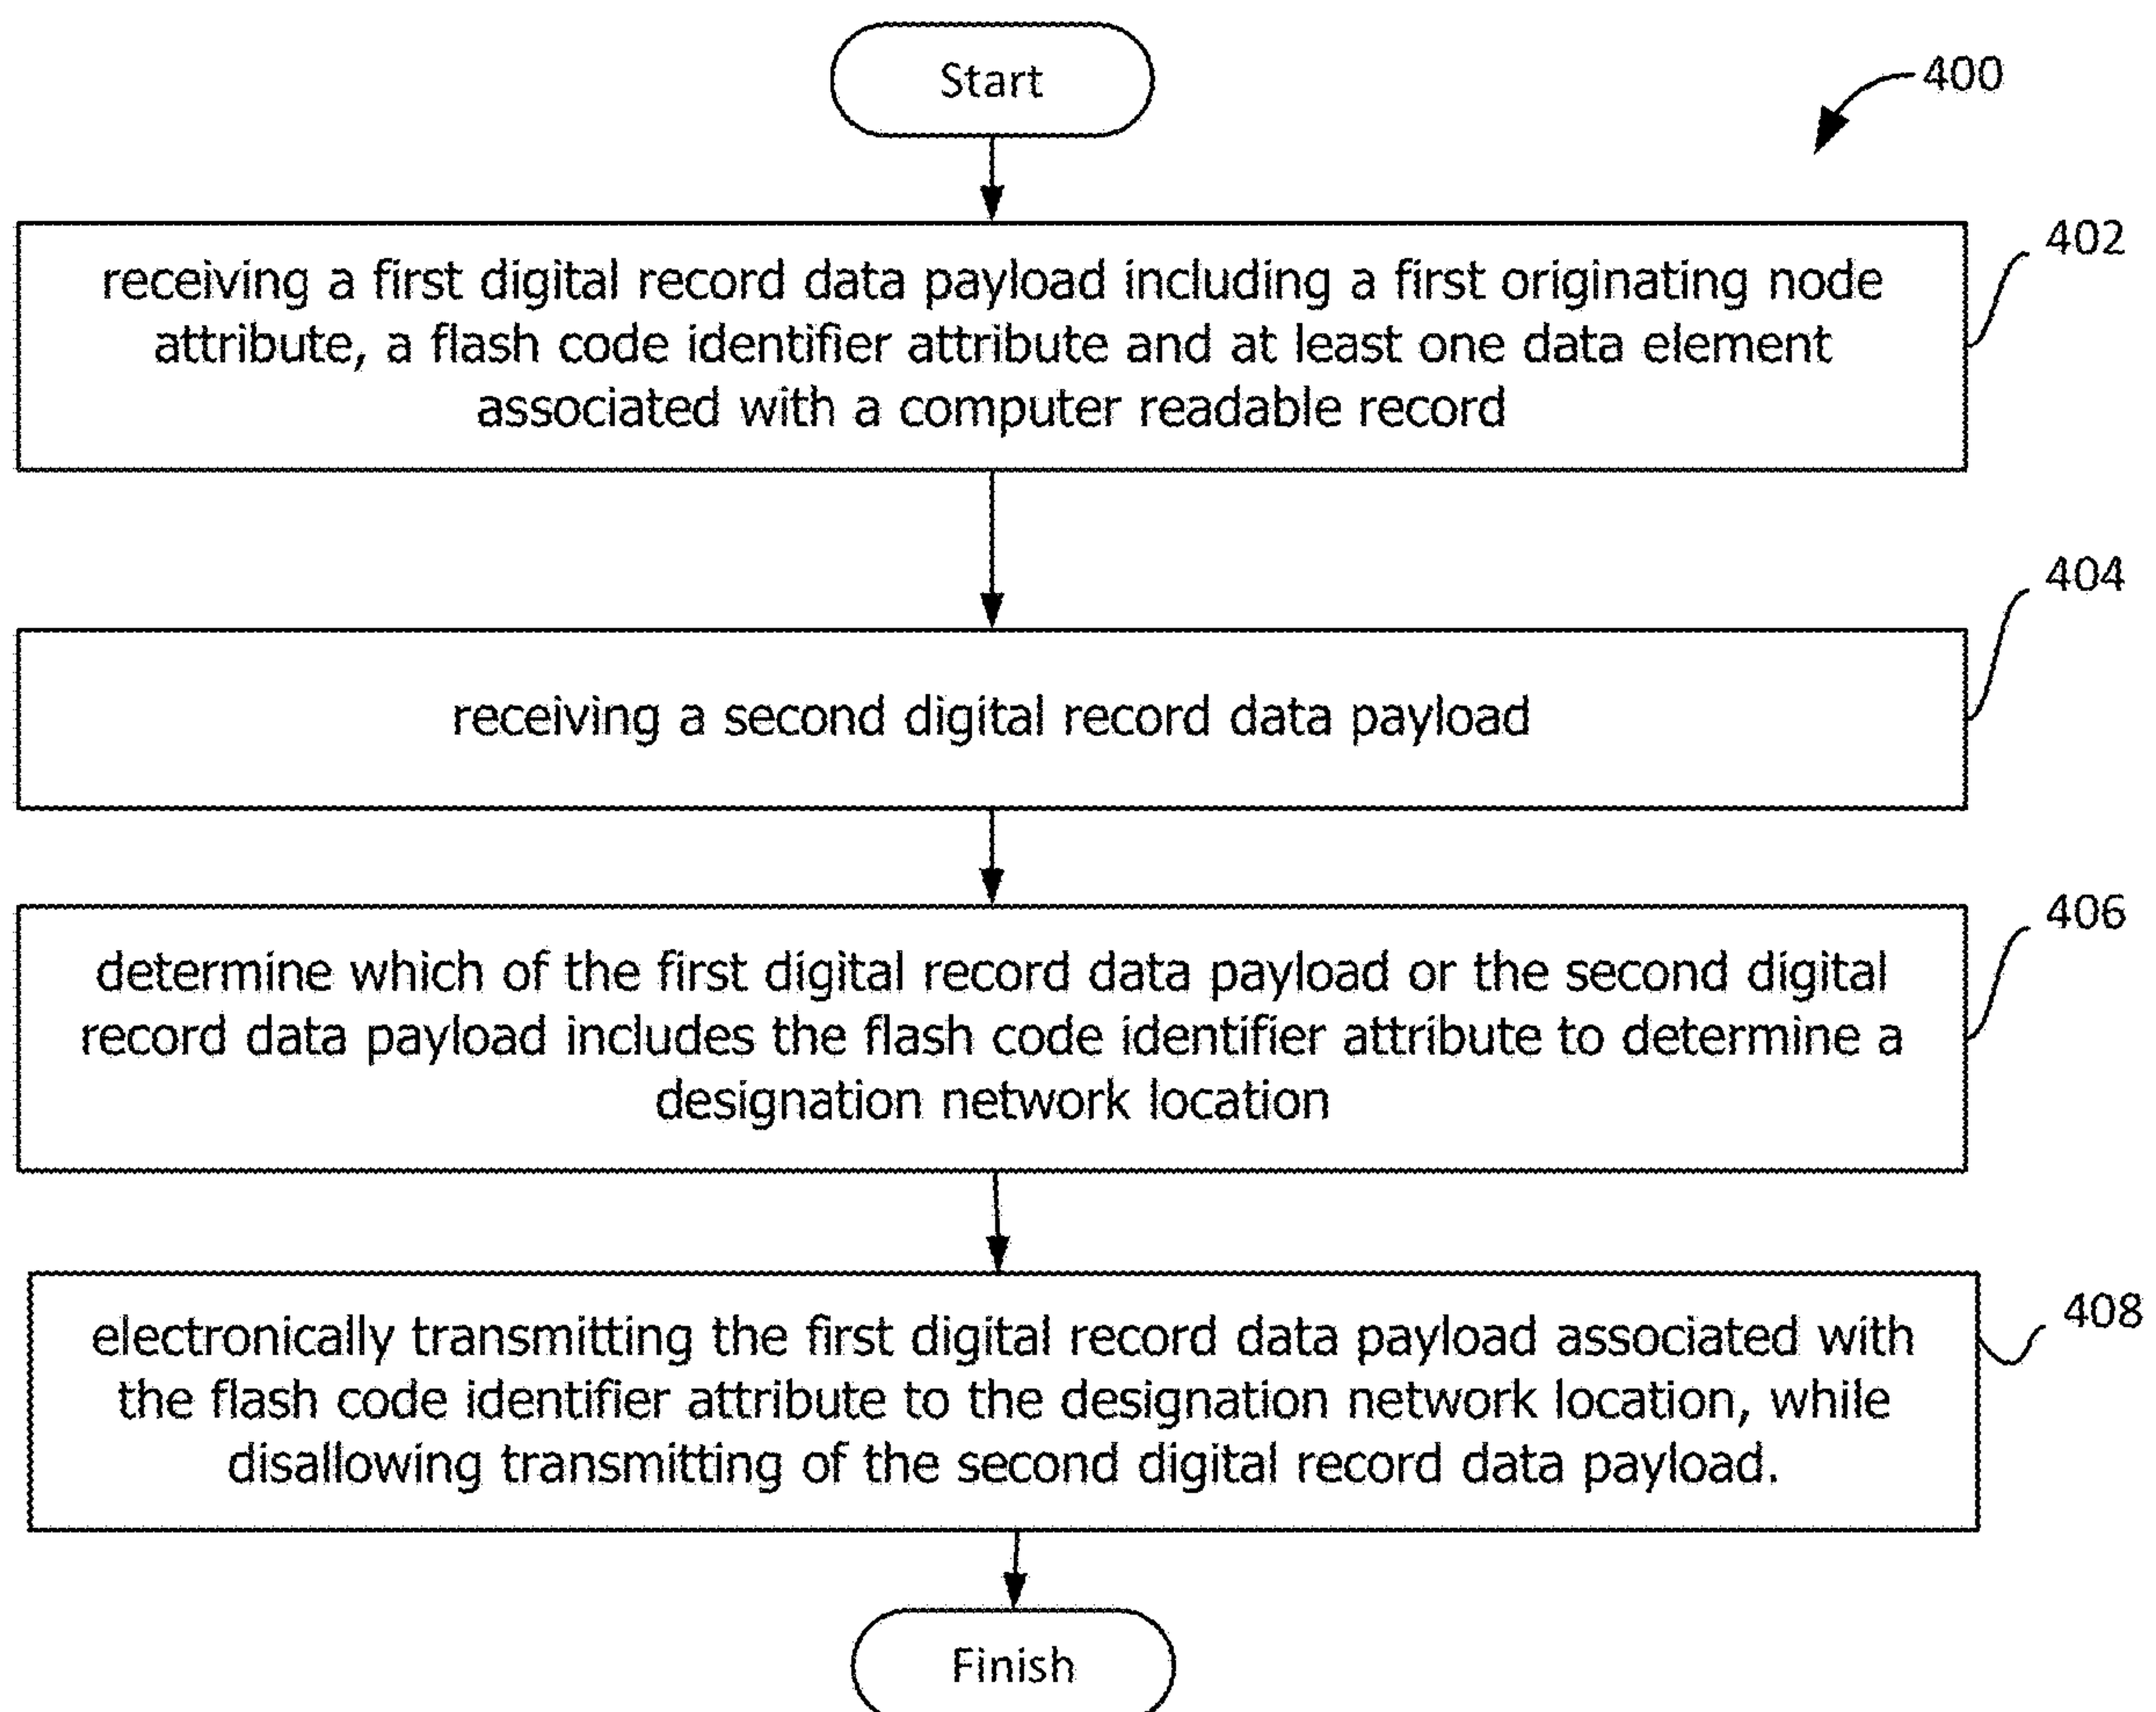 Start
400
402
receiving a first digital record data payload including a first originating node
attribute, a flash code identifier attribute and at least one data element
associated with a computer readable record
404
receiving a second digital record data payload
406
determine which of the first digital record data payload or the second digital
record data payload includes the flash code identifier attribute to determine a
designation network location
408
electronically transmitting the first digital record data payload associated with
the flash code identifier attribute to the designation network location, while
disallowing transmitting of the second digital record data payload.
Finish